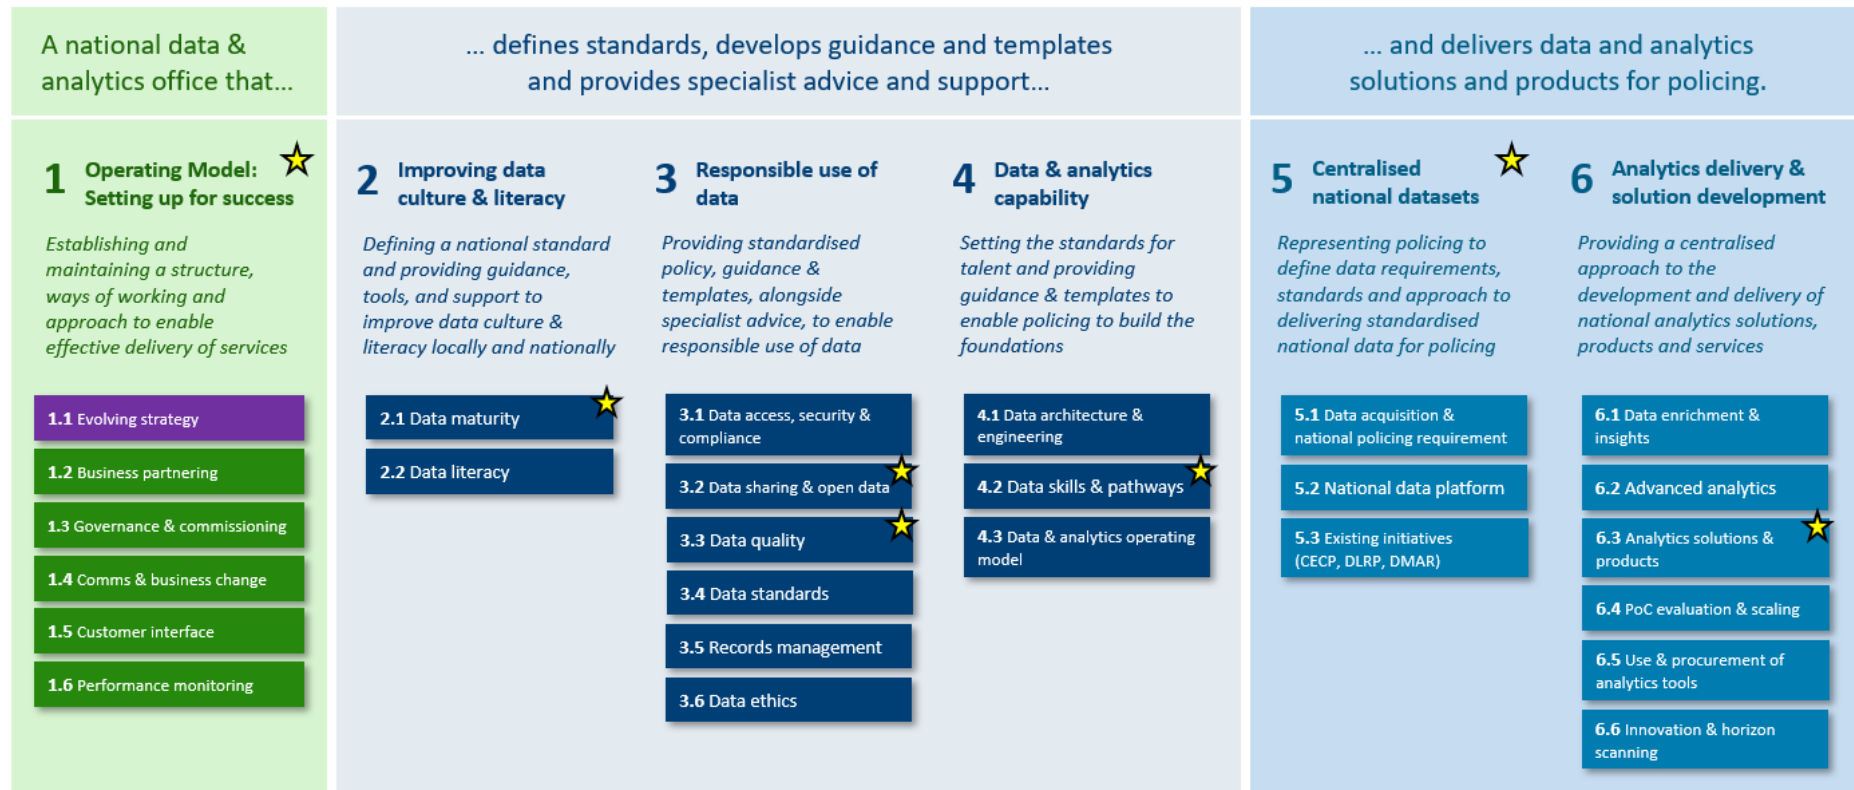 A national data &
analytics office that...
... defines standards, develops guidance and templates
and provides specialist advice and support...
... and delivers data and analytics
solutions and products for policing.
1 Operating Model:
Setting up for success
Establishing and
maintaining a structure,
ways of working and
approach to enable
effective delivery of services
1.1 Evolving strategy
1.2 Business partnering
1.3 Governance & commissioning
1.4 Comms & business change
1.5 Customer interface
1.6 Performance monitoring
2 Improving data
culture & literacy
Defining a national standard
and providing guidance,
tools, and support to
improve data culture &
literacy locally and nationally
2.1 Data maturity
2.2 Data literacy
3 Responsible use of
data
Providing standardised
policy, guidance &
templates, alongside
specialist advice, to enable
responsible use of data
3.1 Data access, security &
compliance
3.2 Data sharing & open data
3.3 Data quality
3.4 Data standards
3.5 Records management
3.6 Data ethics
4 Data & analytics
capability
Setting the standards for
talent and providing
guidance & templates to
enable policing to build the
foundations
4.1 Data architecture &
engineering
4.2 Data skills & pathways
4.3 Data & analytics operating
model
5 Centralised
national datasets
Representing policing to
define data requirements,
standards and approach to
delivering standardised
national data for policing
5.1 Data acquisition &
national policing requirement
5.2 National data platform
5.3 Existing initiatives
(CECP, DLRP, DMAR)
6 Analytics delivery &
solution development
Providing a centralised
approach to the
development and delivery of
national analytics solutions,
products and services
6.1 Data enrichment &
insights
6.2 Advanced analytics
6.3 Analytics solutions &
products
6.4 PoC evaluation & scaling
6.5 Use & procurement of
analytics tools
6.6 Innovation & horizon
scanning